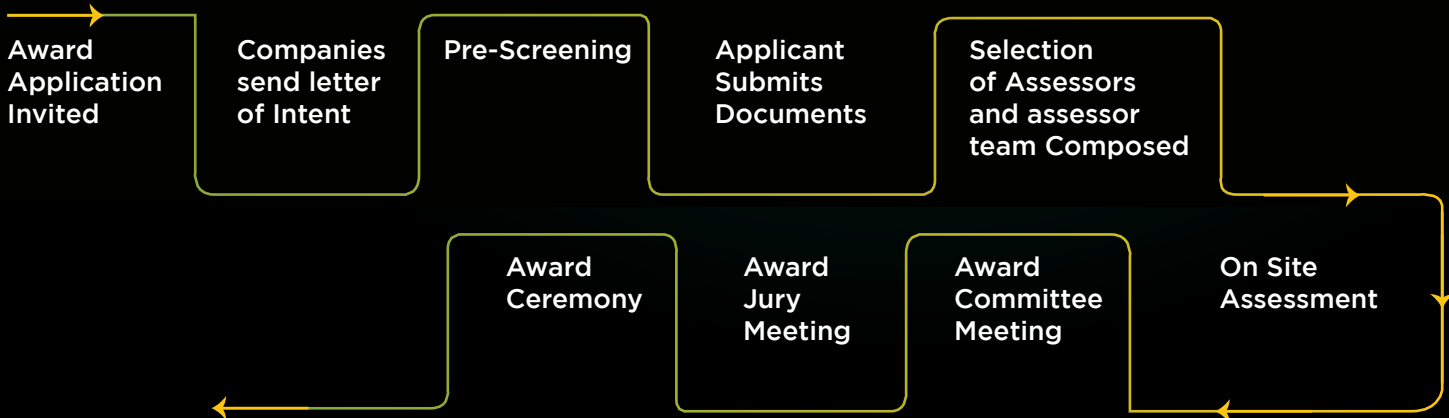 Award
Application
Invited
Companies
send letter
of Intent
Pre-Screening
Applicant
Submits
Documents
Selection
of Assessors
and assessor
team Composed
On Site
Assessment
Award
Committee
Meeting
Award
Jury
Meeting
Award
Ceremony